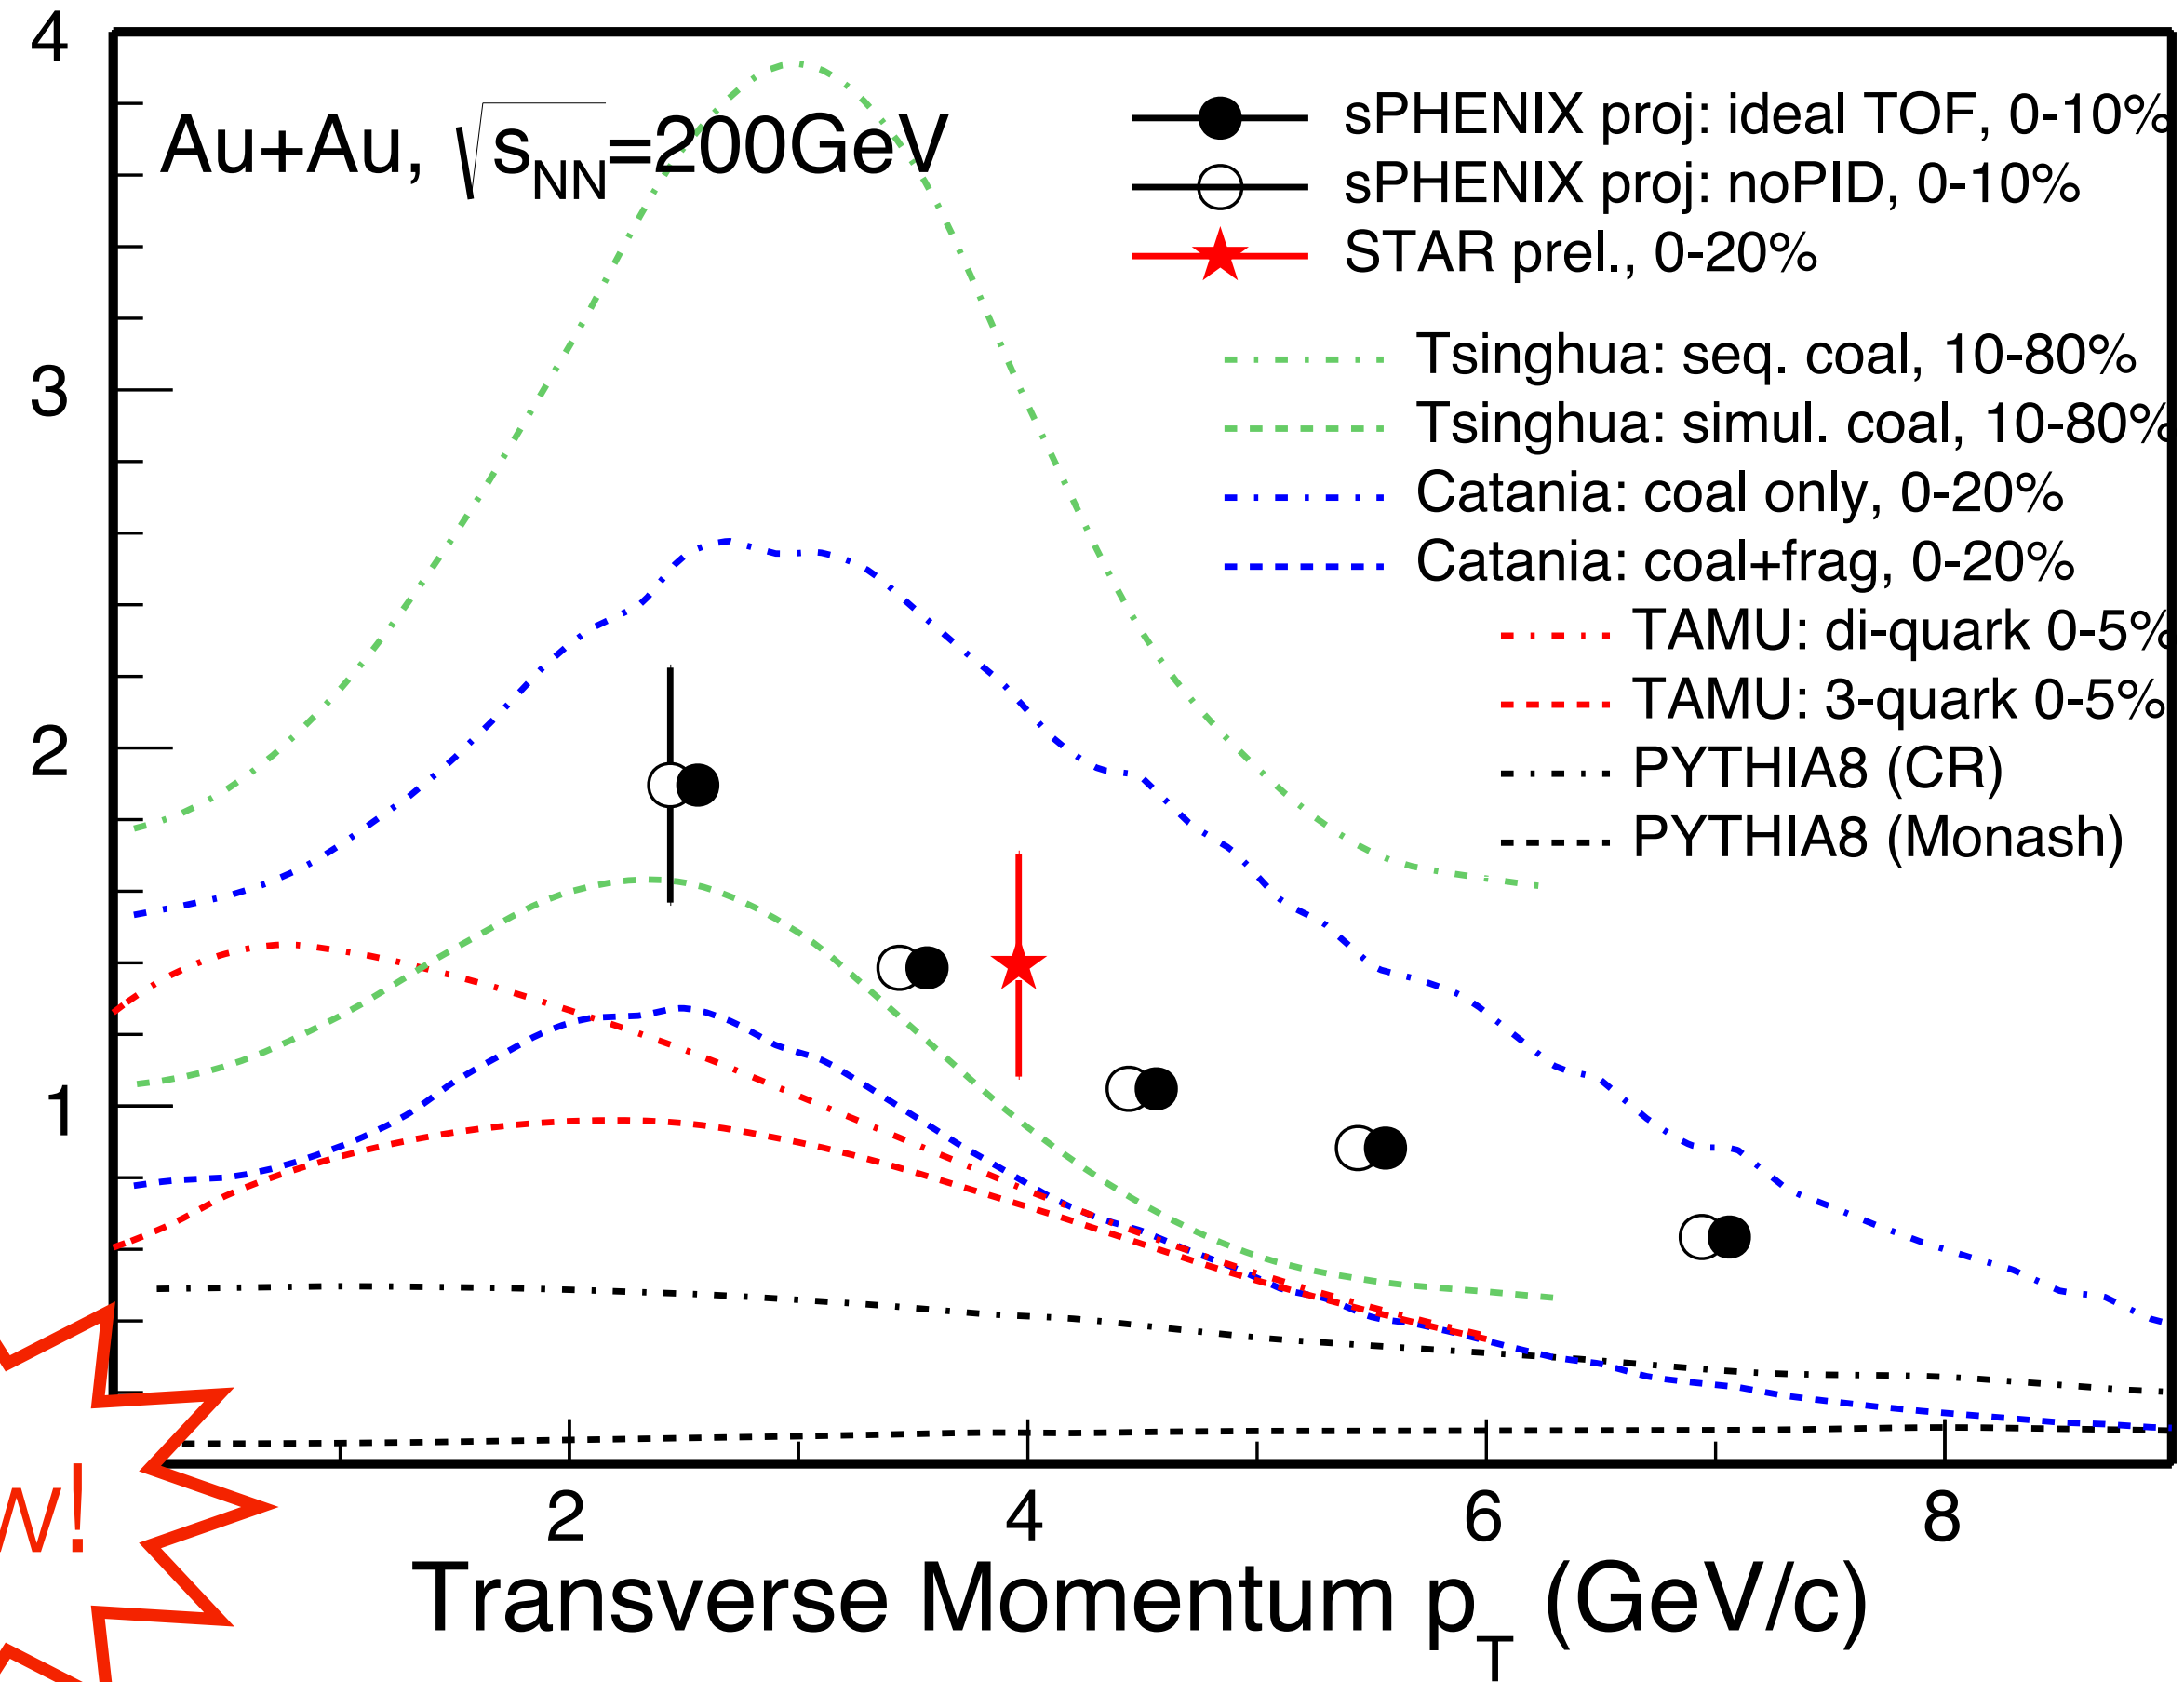 4
Au+Au, √sNN=200GeV
sPHENIX proj: ideal TOF, 0-10%
sPHENIX proj: noPID, 0-10%
STAR prel., 0-20%
Tsinghua: seq. coal, 10-80%
3
Tsinghua: simul. coal, 10-80%
Catania: coal only, 0-20%
Catania: coal+frag, 0-20%
TAMU: di-quark 0-5%
TAMU: 3-quark 0-5%
2
PYTHIA8 (CR)
PYTHIA8 (Monash)
1
w!
2 4 6 8
Transverse Momentum pT (GeV/c)